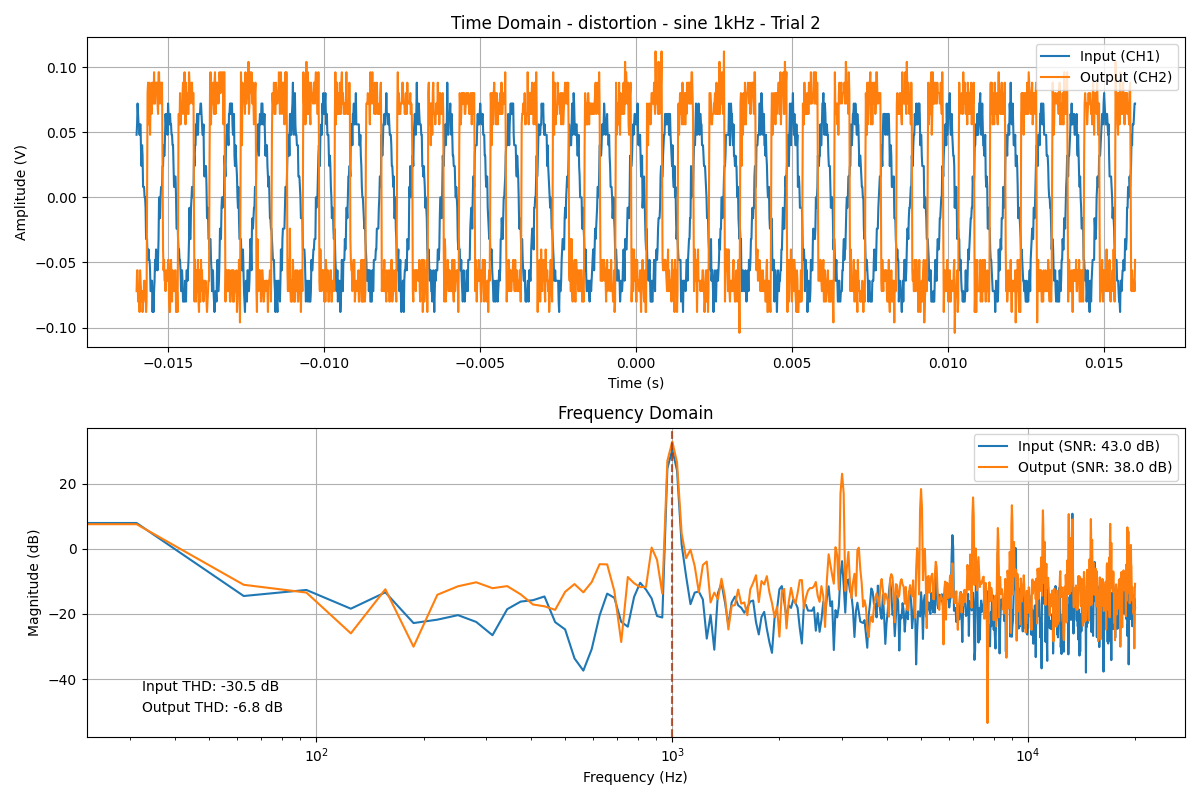 Time Domain - distortion - sine 1kHz - Trial 2
Amplitude (V)
0.10
0.05
0.00
−0.05
−0.10
Input (CH1)
Output (CH2)
−0.015
−0.010
−0.005
0.000
0.005
0.010
0.015
Time (s)
Frequency Domain
Magnitude (dB)
20
0
−20
−40
Input (SNR: 43.0 dB)
Output (SNR: 38.0 dB)
Input THD: -30.5 dB
Output THD: -6.8 dB
10²
10³
10⁴
Frequency (Hz)